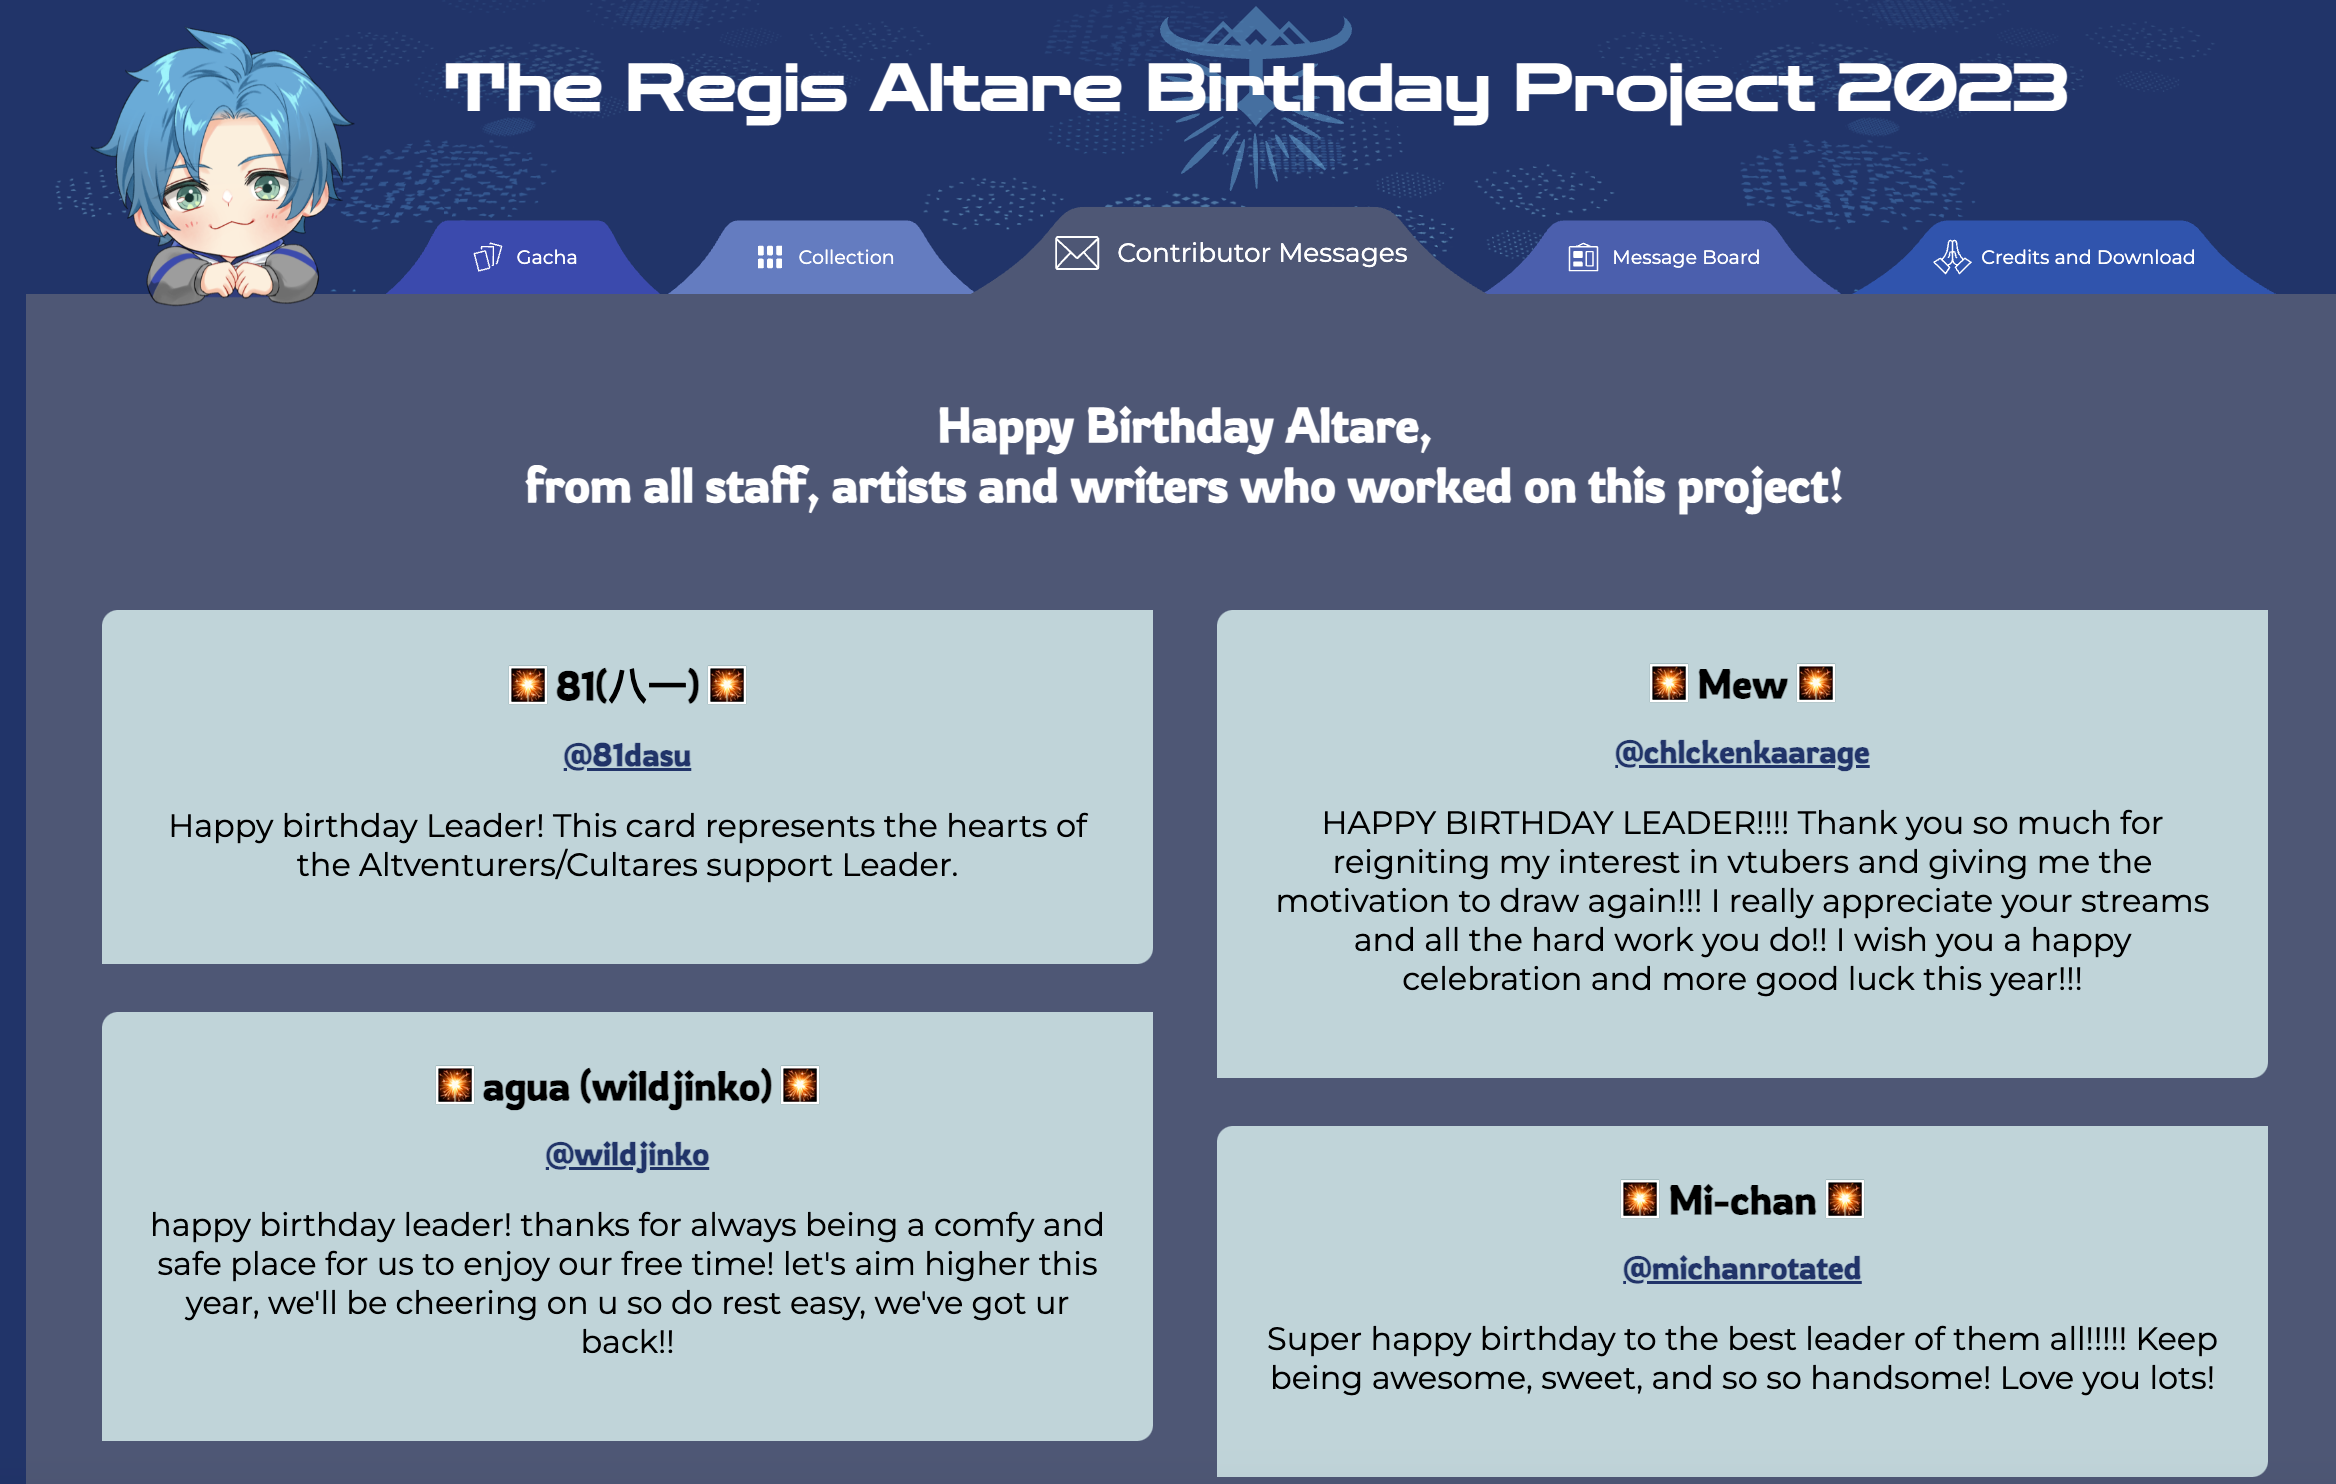 The Regis Altare Birthday Project 2023
Gacha
Collection
Contributor Messages
Message Board
Credits and Download
Happy Birthday Altare,
from all staff, artists and writers who worked on this project!
81(八一)
@81dasu
Happy birthday Leader! This card represents the hearts of
the Altventurers/Cultares support Leader.
agua (wildjinko)
@wildjinko
happy birthday leader! thanks for always being a comfy and
safe place for us to enjoy our free time! let's aim higher this
year, we'll be cheering on u so do rest easy, we've got ur
back!!
Mew
@chlckenkaarage
HAPPY BIRTHDAY LEADER!!!! Thank you so much for
reigniting my interest in vtubers and giving me the
motivation to draw again!!! I really appreciate your streams
and all the hard work you do!! I wish you a happy
celebration and more good luck this year!!!
Mi-chan
@michanrotated
Super happy birthday to the best leader of them all!!!!! Keep
being awesome, sweet, and so so handsome! Love you lots!